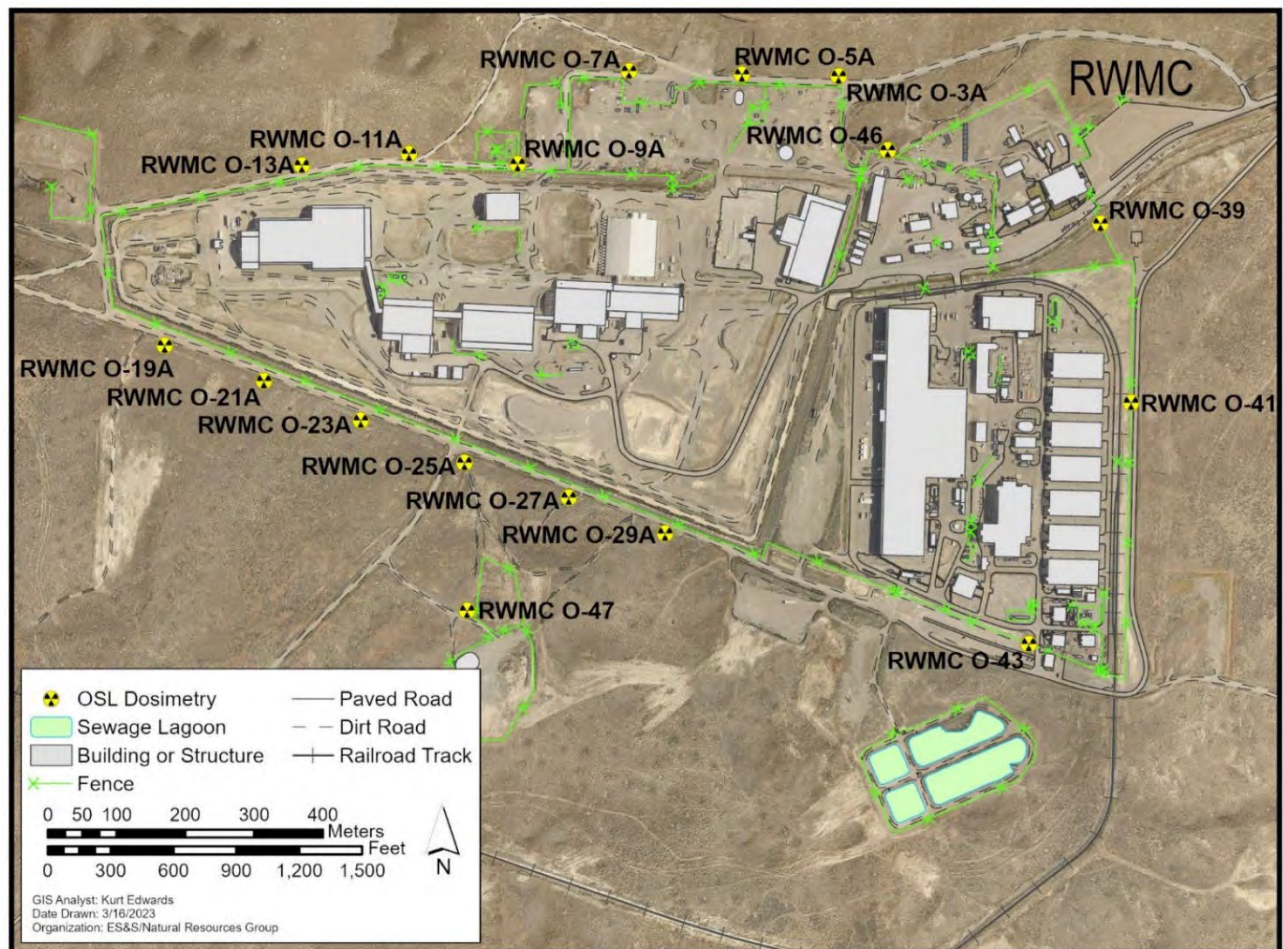 RWMC
RWMC O-7A
RWMC O-5A
RWMC O-3A
RWMC O-46
RWMC O-11A
RWMC O-13A
RWMC O-9A
RWMC O-39
RWMC O-19A
RWMC O-21A
RWMC O-23A
RWMC O-41
RWMC O-25A
RWMC O-27A
RWMC O-29A
RWMC O-47
RWMC O-43
OSL Dosimetry
Sewage Lagoon
Building or Structure
Fence
Paved Road
Dirt Road
Railroad Track
0 50 100 200 300 400
Meters
Feet
0 300 600 900 1,200 1,500
N
GIS Analyst: Kurt Edwards
Date Drawn: 3/16/2023
Organization: ES&S/Natural Resources Group